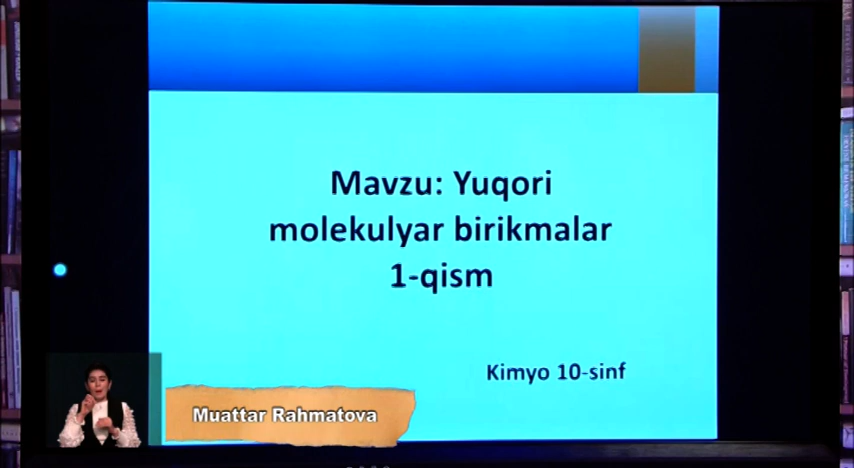 Mavzu: Yuqori
molekulyar birikmalar
1-qism
Kimyo 10-sinf
Muattar Rahmatova